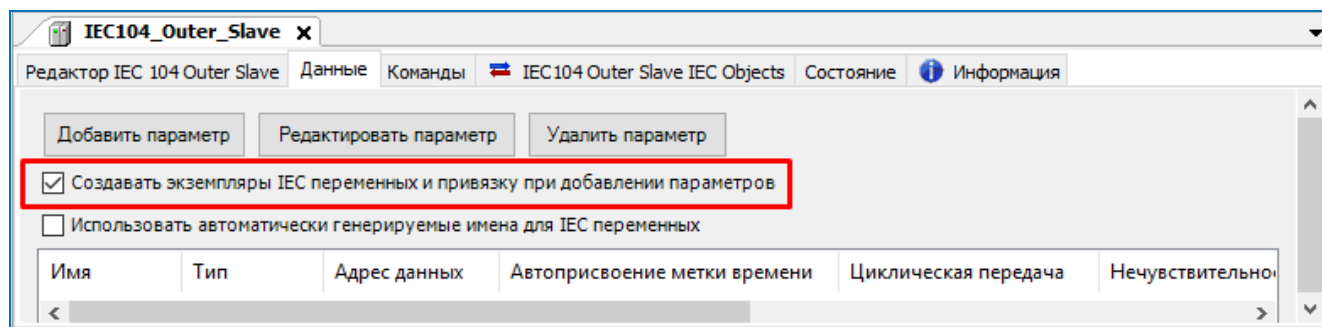 IEC104_Outer_Slave
Редактор IEC 104 Outer Slave Данные Команды IEC104 Outer Slave IEC Objects Состояние Информация
Добавить параметр Редактировать параметр Удалить параметр
Создавать экземпляры IEC переменных и привязку при добавлении параметров
Использовать автоматически генерируемые имена для IEC переменных
Имя Тип Адрес данных Автоприсвоение метки времени Циклическая передача Нечувствительнос